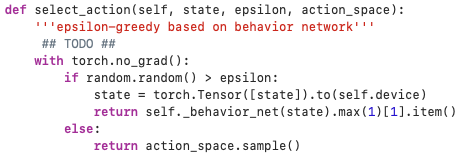 def select_action(self, state, epsilon, action_space):
    '''epsilon-greedy based on behavior network'''
     ## TODO ##
    with torch.no_grad():
        if random.random() > epsilon:
            state = torch.Tensor([state]).to(self.device)
            return self._behavior_net(state).max(1)[1].item()
        else:
            return action_space.sample()